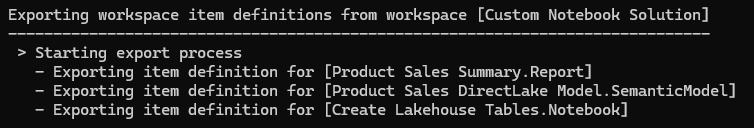 Exporting workspace item definitions from workspace [Custom Notebook Solution]
------------------------------------------------------------------------------
> Starting export process
- Exporting item definition for [Product Sales Summary.Report]
- Exporting item definition for [Product Sales DirectLake Model.SemanticModel]
- Exporting item definition for [Create Lakehouse Tables.Notebook]